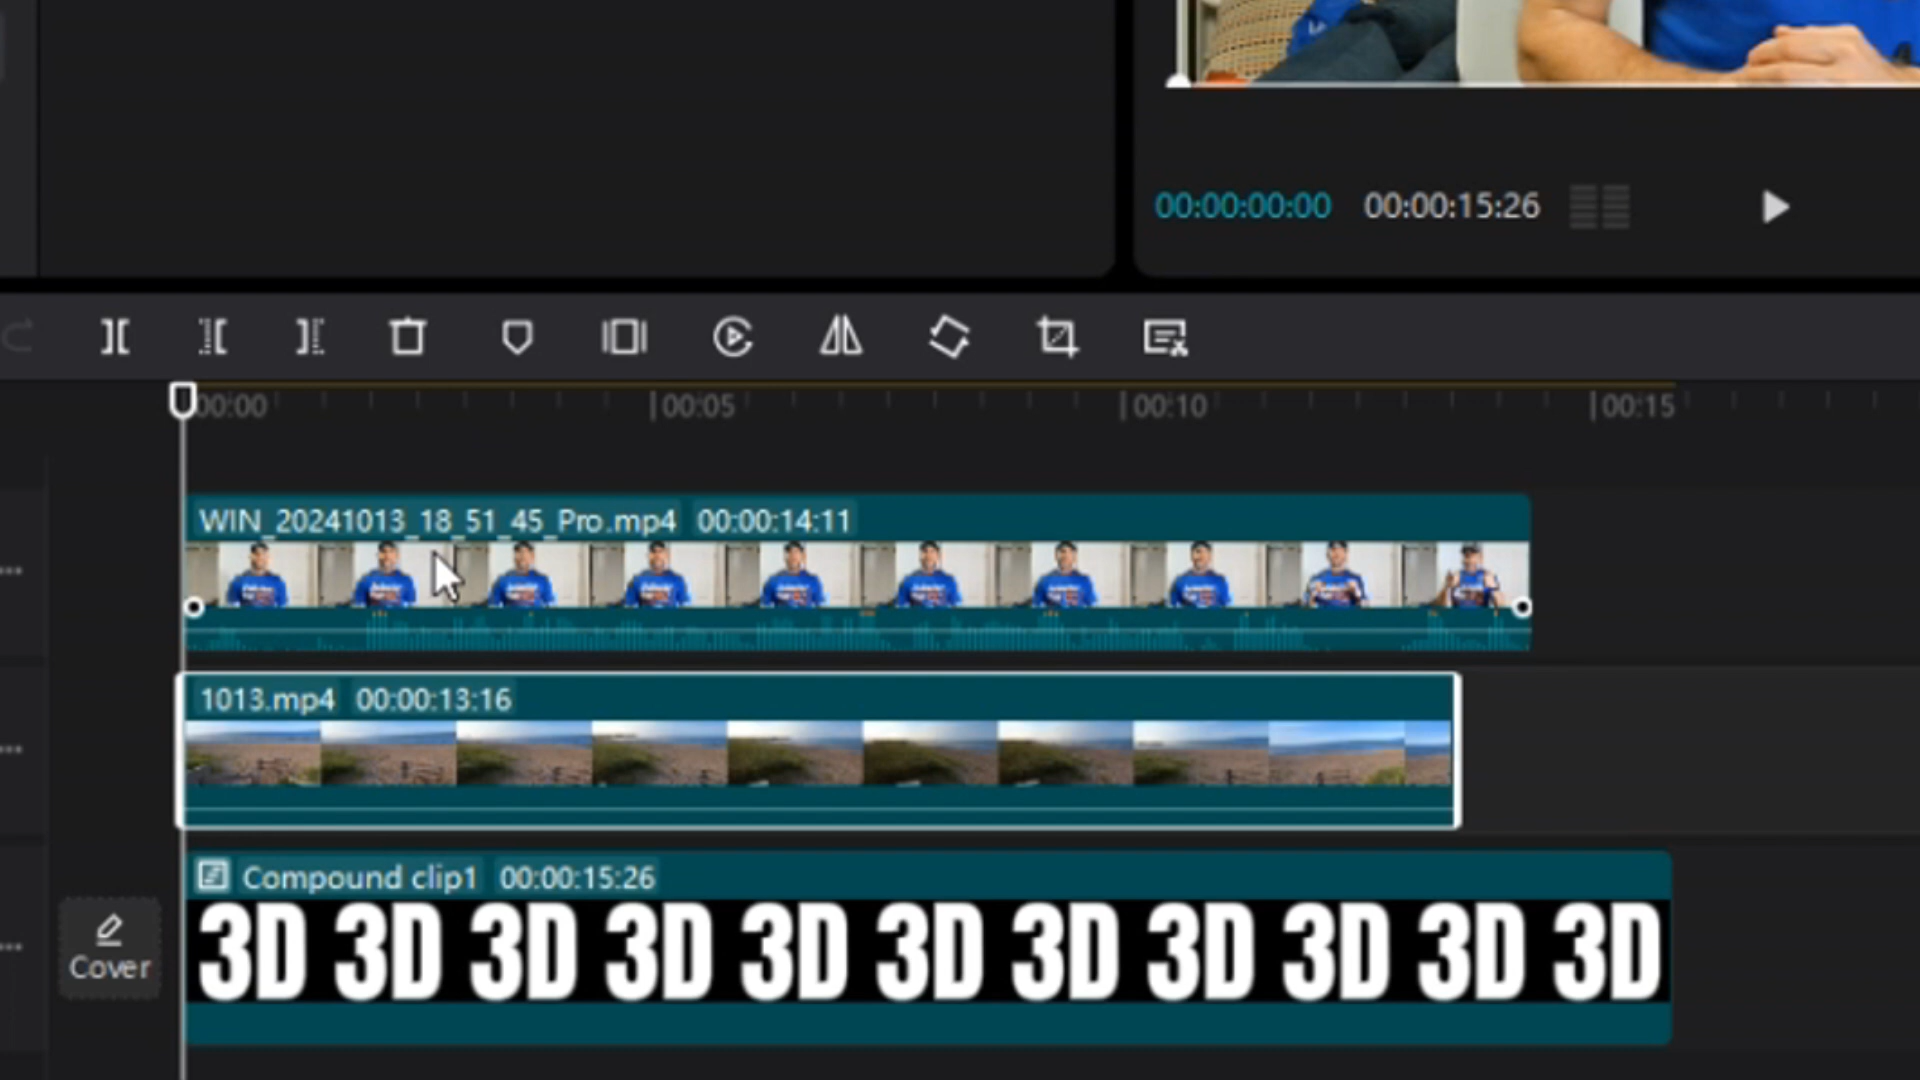 00:00:00:00 00:00:15:26
00:00 00:05 00:10 00:15
WIN_20241013_18_51_45_Pro.mp4 00:00:14:11
1013.mp4 00:00:13:16
Compound clip1 00:00:15:26
3D 3D 3D 3D 3D 3D 3D 3D 3D 3D 3D
Cover